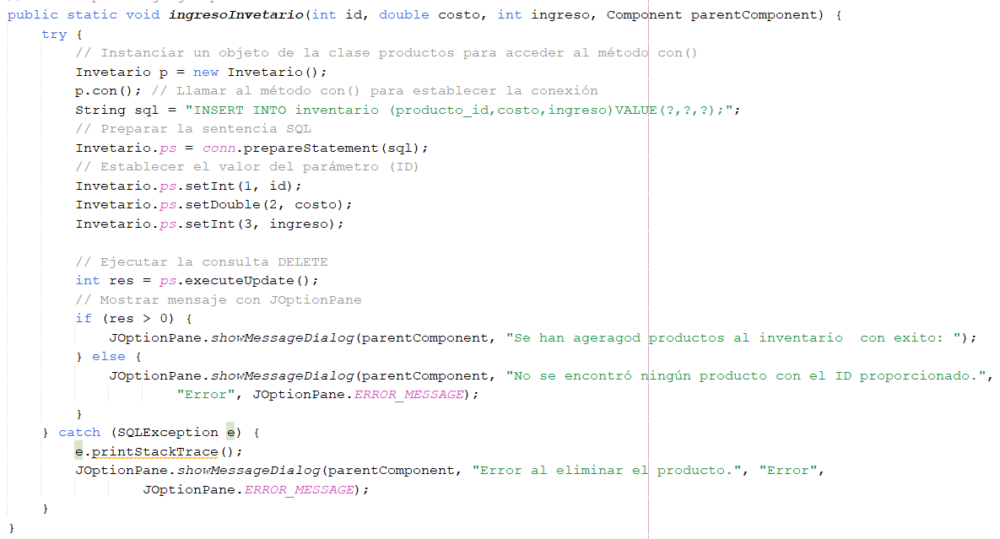 public static void ingresoInvetario(int id, double costo, int ingreso, Component parentComponent) {
try {
// Instanciar un objeto de la clase productos para acceder al método con()
Invetario p = new Invetario();
p.con(); // Llamar al método con() para establecer la conexión
String sql = "INSERT INTO inventario (producto_id,costo,ingreso)VALUE(?,?,?);";
// Preparar la sentencia SQL
Invetario.ps = conn.prepareStatement(sql);
// Establecer el valor del parámetro (ID)
Invetario.ps.setInt(1, id);
Invetario.ps.setDouble(2, costo);
Invetario.ps.setInt(3, ingreso);
// Ejecutar la consulta DELETE
int res = ps.executeUpdate();
// Mostrar mensaje con JOptionPane
if (res > 0) {
JOptionPane.showMessageDialog(parentComponent, "Se han ageragod productos al inventario  con exito: ");
} else {
JOptionPane.showMessageDialog(parentComponent, "No se encontró ningún producto con el ID proporcionado.",
"Error", JOptionPane.ERROR_MESSAGE);
}
} catch (SQLException e) {
e.printStackTrace();
JOptionPane.showMessageDialog(parentComponent, "Error al eliminar el producto.", "Error",
JOptionPane.ERROR_MESSAGE);
}
}